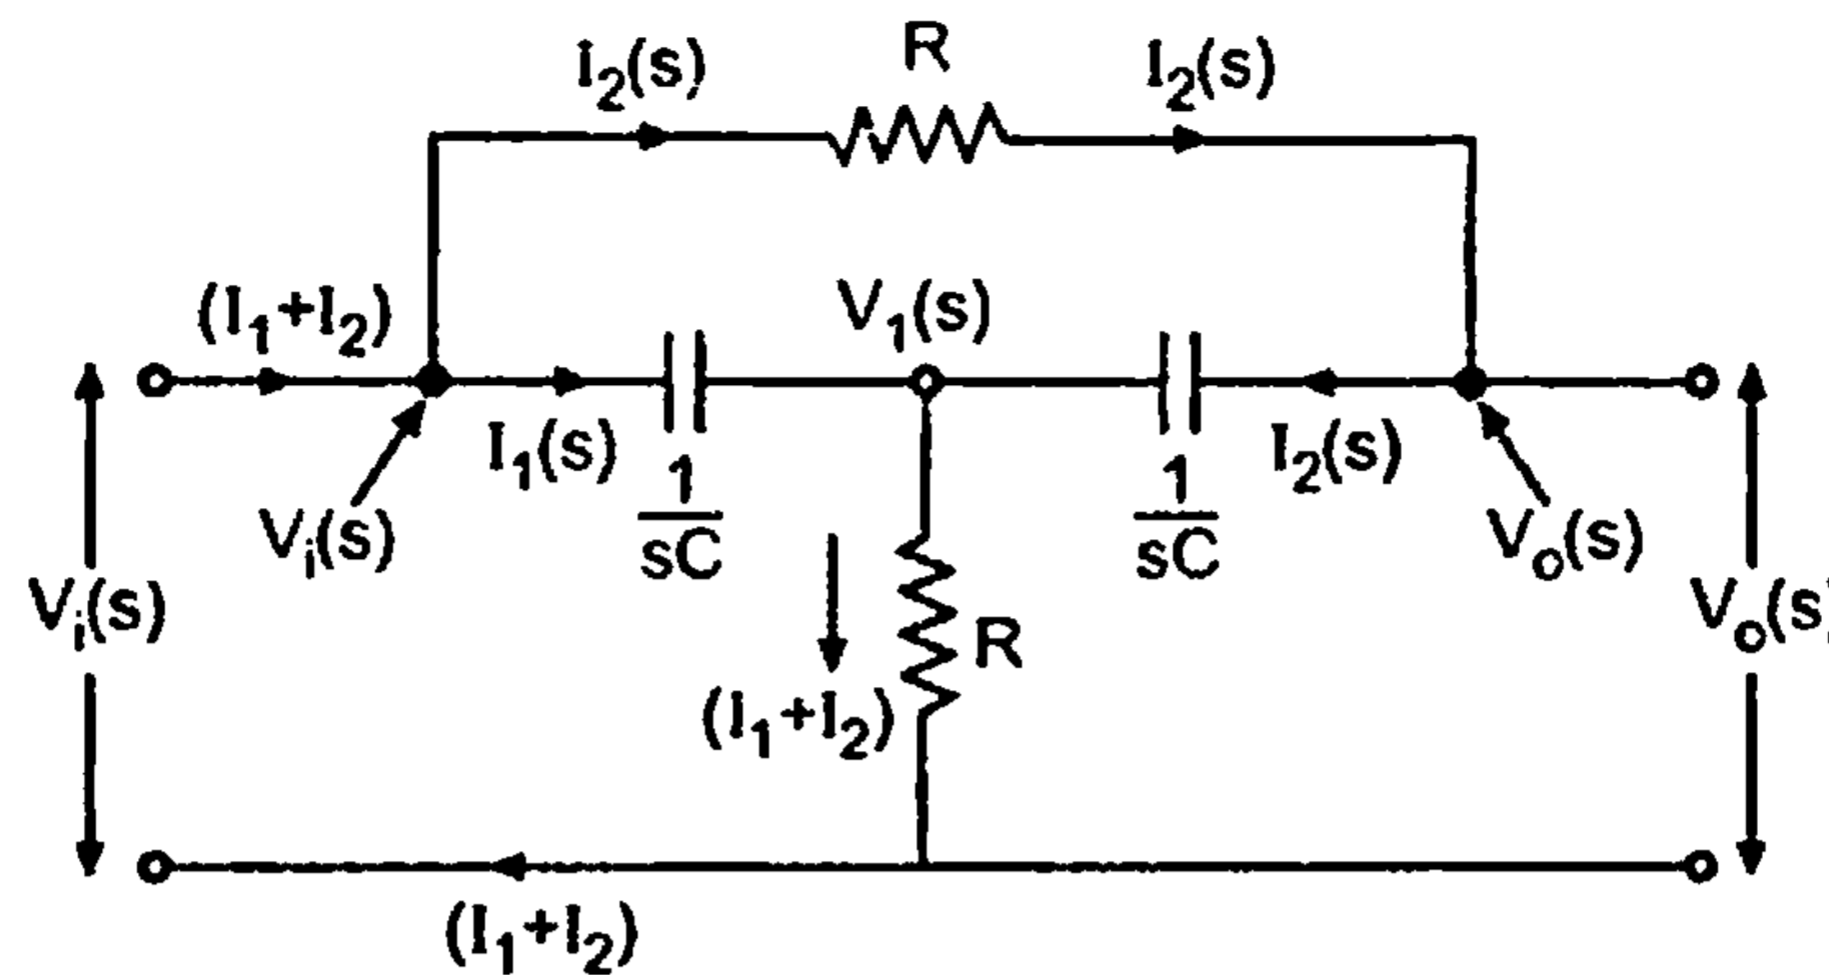 I₂(s) R I₂(s)
(I₁+I₂) V₁(s)
I₁(s) 1/sC 1/sC I₂(s)
Vᵢ(s) Vₒ(s)
Vᵢ(s) R Vₒ(s)
(I₁+I₂)
(I₁+I₂)